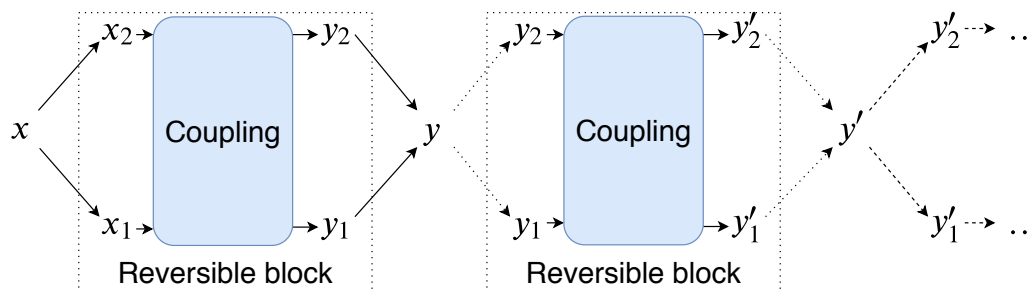 x₂ y₂ y₂ y′₂ y′₂ ..
x Coupling y Coupling y′
x₁ y₁ y₁ y′₁ y′₁ ..
Reversible block Reversible block